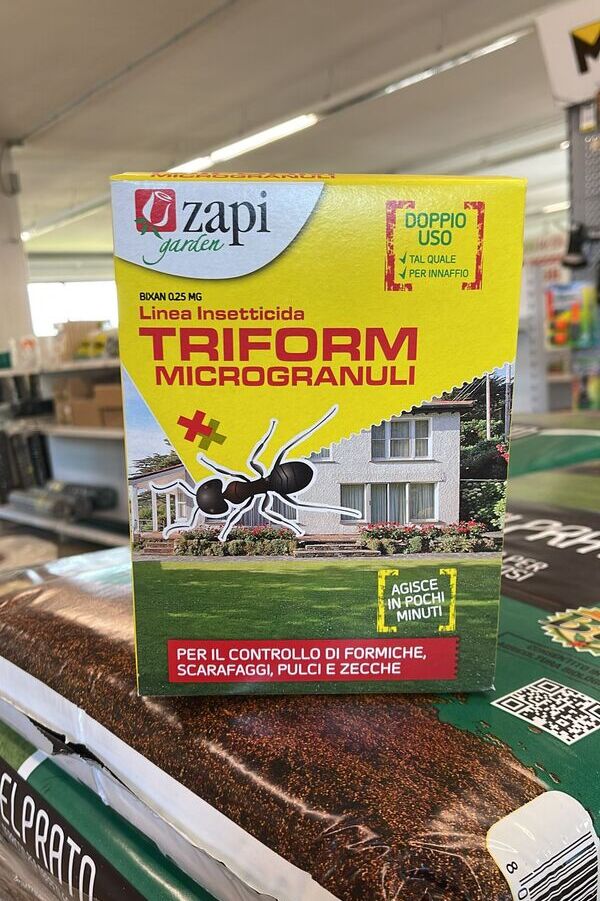 MICROGRANULI
zapi
garden
DOPPIO
USO
TAL QUALE
PER INNAFFIO
BIXAN 0.25 MG
Linea Insetticida
TRIFORM
MICROGRANULI
AGISCE
IN POCHI
MINUTI
PER IL CONTROLLO DI FORMICHE,
SCARAFAGGI, PULCI E ZECCHE